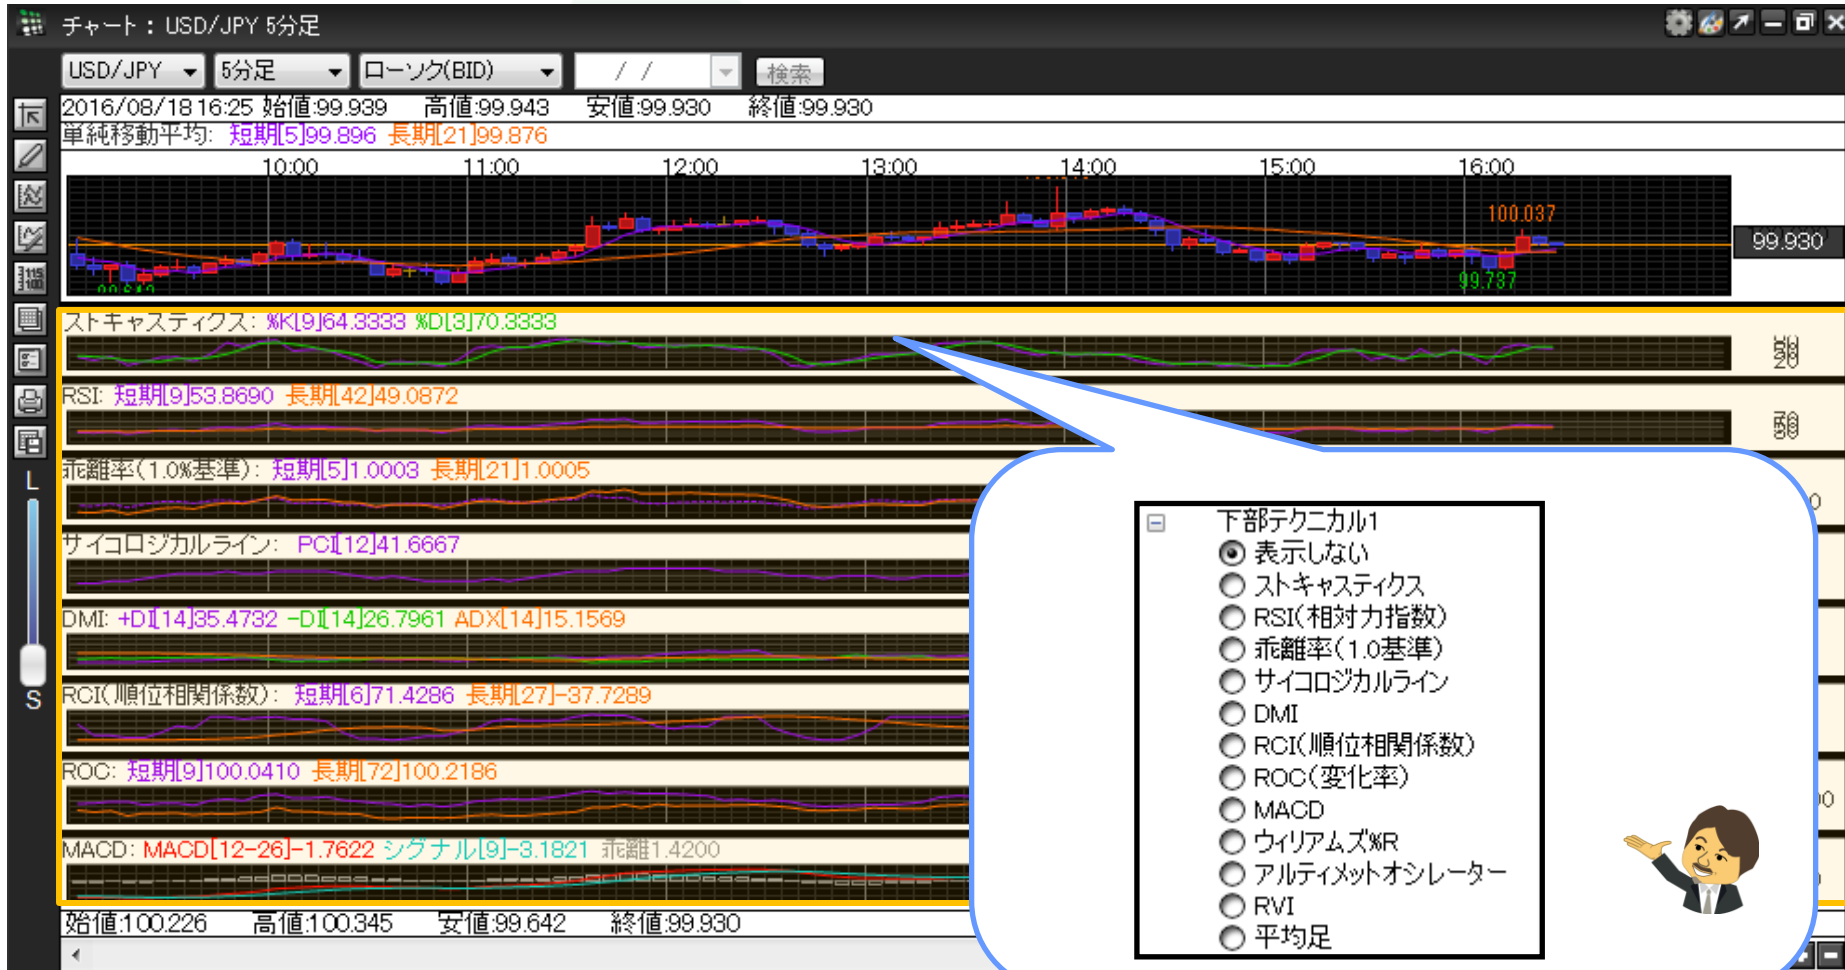 チャート： USD/JPY 5分足
USD/JPY 5分足 ローソク(BID) / / 検索
2016/08/18 16:25 始値:99.939 高値:99.943 安値:99.930 終値:99.930
単純移動平均: 短期[5]99.896 長期[21]99.876
10:00 11:00 12:00 13:00 14:00 15:00 16:00
100.037
99.930
99.737
ストキャスティクス: %K[9]64.3333 %D[3]70.3333
20
RSI: 短期[9]53.8690 長期[42]49.0872
乖離率(1.0%基準): 短期[5]1.0003 長期[21]1.0005
サイコロジカルライン: PCI[12]41.6667
DMI: +DI[14]35.4732 -DI[14]26.7961 ADX[14]15.1569
RCI(順位相関係数): 短期[6]71.4286 長期[27]-37.7289
ROC: 短期[9]100.0410 長期[72]100.2186
MACD: MACD[12-26]-1.7622 シグナル[9]-3.1821 乖離1.4200
始値:100.226 高値:100.345 安値:99.642 終値:99.930
L
S
下部テクニカル1
表示しない
ストキャスティクス
RSI(相対力指数)
乖離率(1.0基準)
サイコロジカルライン
DMI
RCI(順位相関係数)
ROC(変化率)
MACD
ウィリアムズ%R
アルティメットオシレーター
RVI
平均足